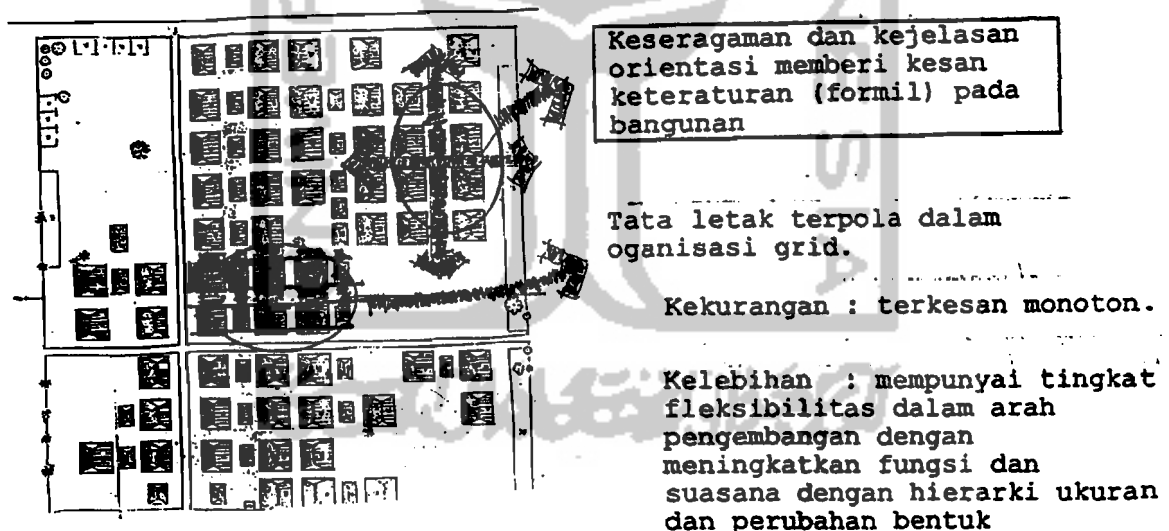 Keseragaman dan kejelasan
orientasi memberi kesan
keteraturan (formil) pada
bangunan
Tata letak terpola dalam
oganisasi grid.
Kekurangan : terkesan monoton.
Kelebihan : mempunyai tingkat
fleksibilitas dalam arah
pengembangan dengan
meningkatkan fungsi dan
suasana dengan hierarki ukuran
dan perubahan bentuk